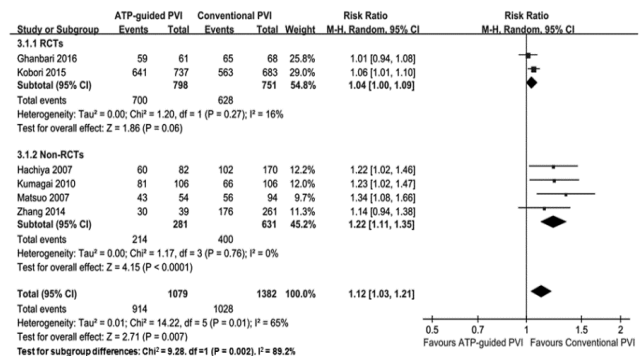 ATP-guided PVI Conventional PVI Risk Ratio Risk Ratio
Study or Subgroup Events Total Events Total Weight M-H. Random. 95% CI M-H. Random. 95% CI
3.1.1 RCTs
Ghanbari 2016 59 61 65 68 25.8% 1.01 [0.94, 1.08]
Kobori 2015 641 737 563 683 29.0% 1.06 [1.01, 1.10]
Subtotal (95% CI) 798 751 54.8% 1.04 [1.00, 1.09]
Total events 700 628
Heterogeneity: Tau² = 0.00; Chi² = 1.20, df = 1 (P = 0.27); I² = 16%
Test for overall effect: Z = 1.86 (P = 0.06)
3.1.2 Non-RCTs
Hachiya 2007 60 82 102 170 12.2% 1.22 [1.02, 1.46]
Kumagai 2010 81 106 66 106 12.0% 1.23 [1.02, 1.47]
Matsuo 2007 43 54 56 94 9.7% 1.34 [1.08, 1.66]
Zhang 2014 30 39 176 261 11.3% 1.14 [0.94, 1.38]
Subtotal (95% CI) 281 631 45.2% 1.22 [1.11, 1.35]
Total events 214 400
Heterogeneity: Tau² = 0.00; Chi² = 1.17, df = 3 (P = 0.76); I² = 0%
Test for overall effect: Z = 4.15 (P < 0.0001)
Total (95% CI) 1079 1382 100.0% 1.12 [1.03, 1.21]
Total events 914 1028
Heterogeneity: Tau² = 0.01; Chi² = 14.22, df = 5 (P = 0.01); I² = 65%
Test for overall effect: Z = 2.71 (P = 0.007)
Test for subgroup differences: Chi² = 9.28, df =1 (P = 0.002), I² = 89.2%
0.5 0.7 1 1.5 2
Favours ATP-guided PVI Favours Conventional PVI